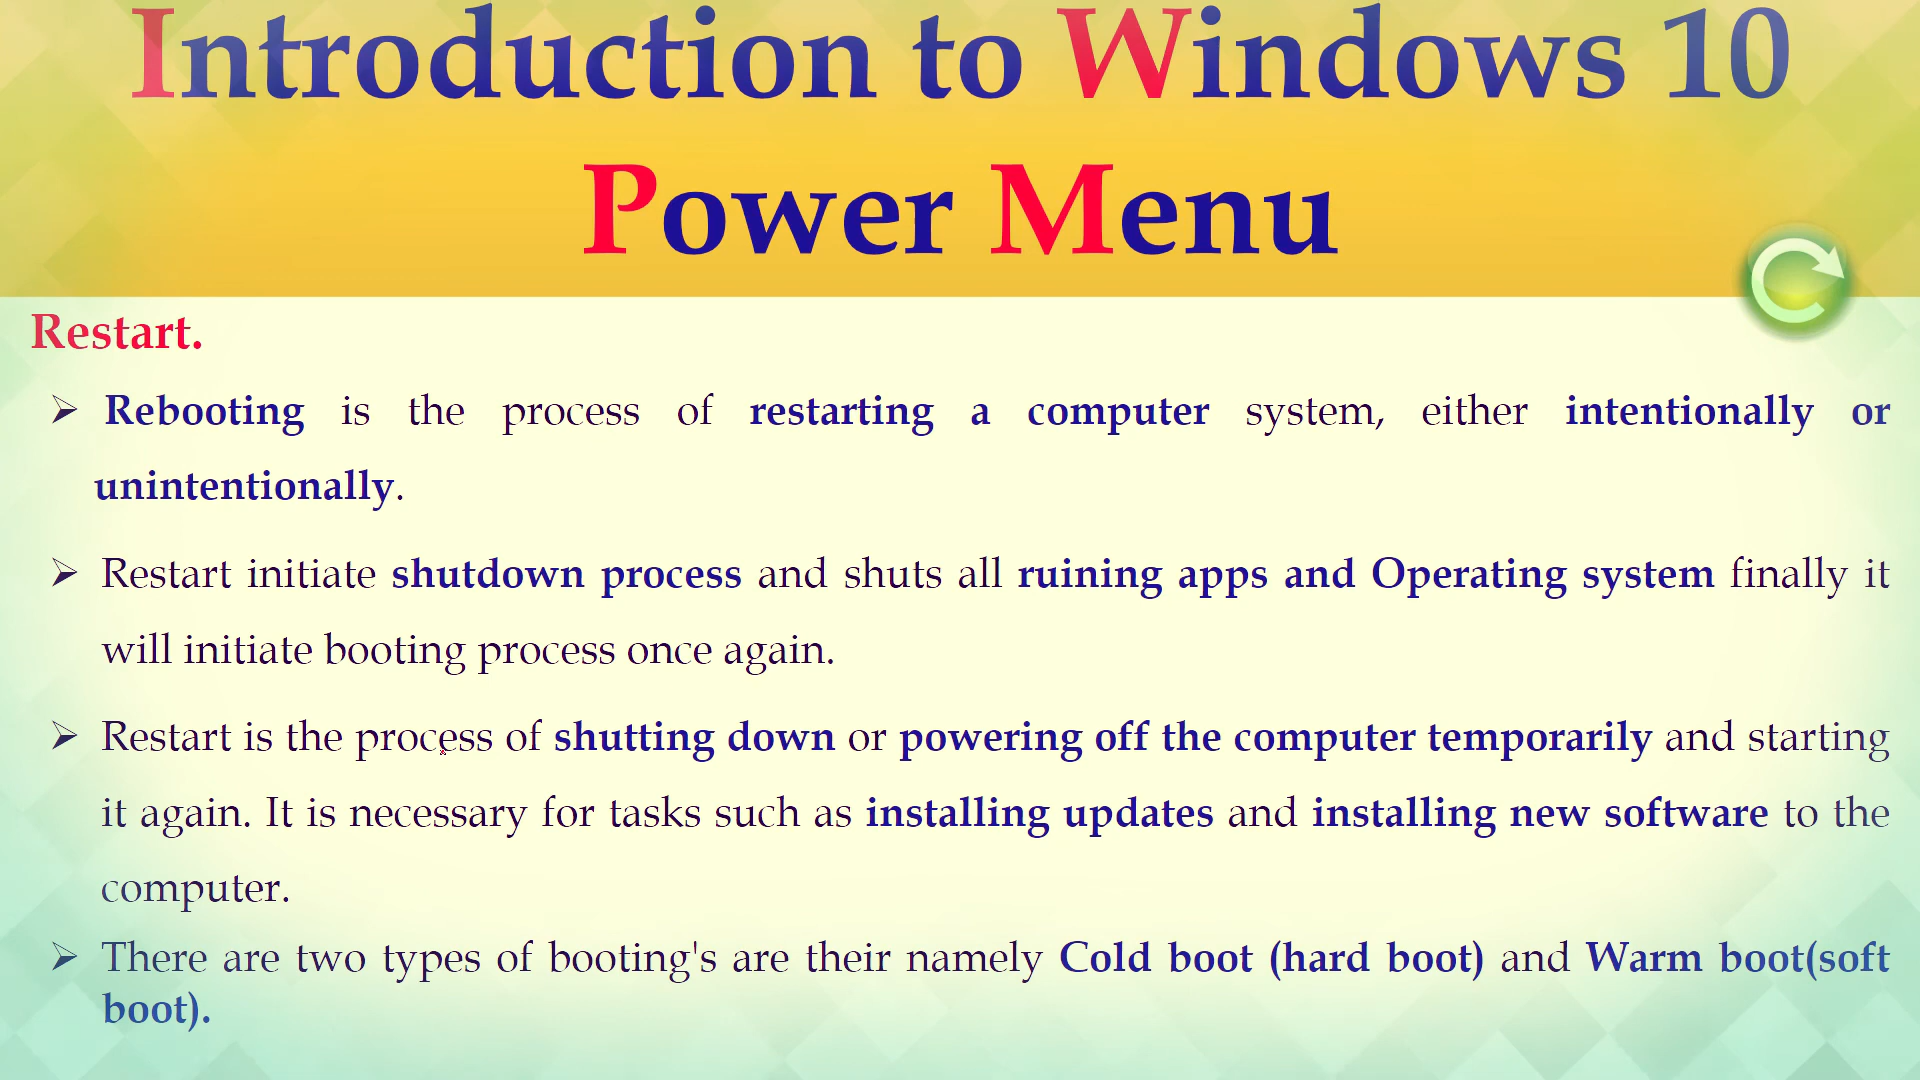 Introduction to Windows 10
Power Menu
Restart.
➢ Rebooting is the process of restarting a computer system, either intentionally or
unintentionally.
➢ Restart initiate shutdown process and shuts all ruining apps and Operating system finally it
will initiate booting process once again.
➢ Restart is the process of shutting down or powering off the computer temporarily and starting
it again. It is necessary for tasks such as installing updates and installing new software to the
computer.
➢ There are two types of booting's are their namely Cold boot (hard boot) and Warm boot(soft
boot).